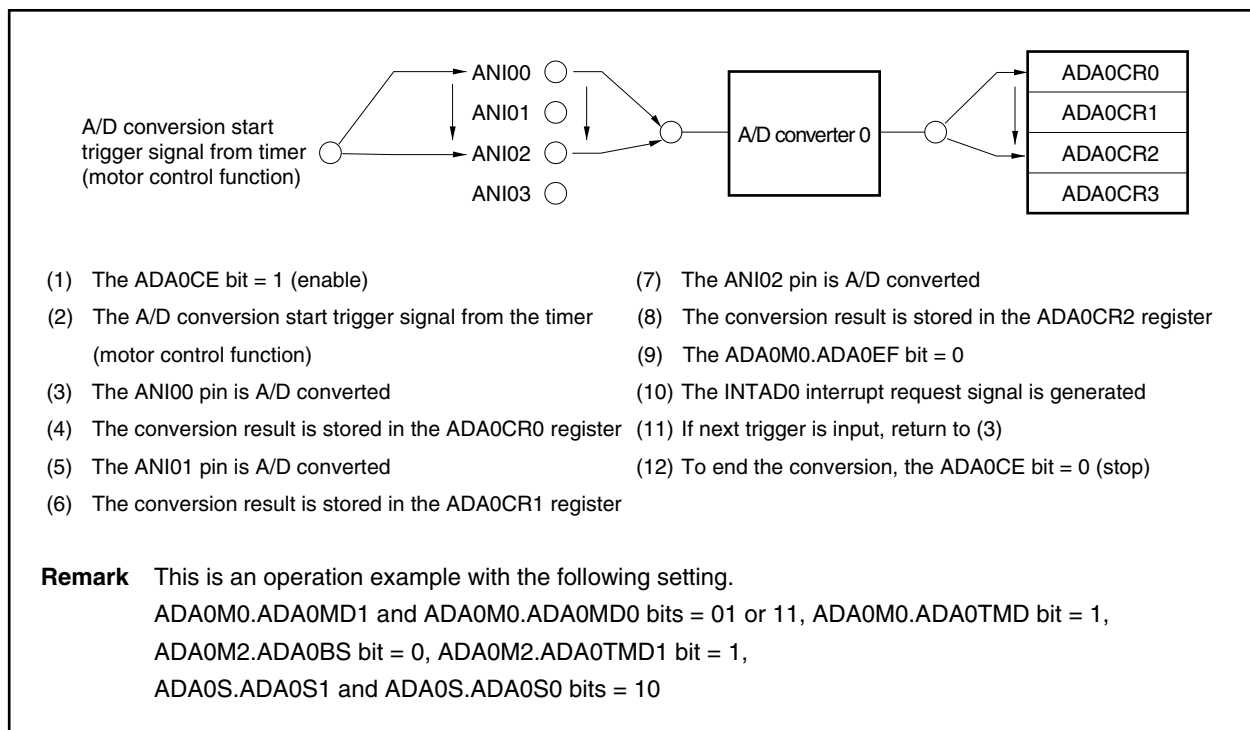 ANI00
ANI01
ANI02
ANI03
A/D conversion start
trigger signal from timer
(motor control function)
A/D converter 0
ADA0CR0
ADA0CR1
ADA0CR2
ADA0CR3
(1) The ADA0CE bit = 1 (enable)
(2) The A/D conversion start trigger signal from the timer
(motor control function)
(3) The ANI00 pin is A/D converted
(4) The conversion result is stored in the ADA0CR0 register
(5) The ANI01 pin is A/D converted
(6) The conversion result is stored in the ADA0CR1 register
(7) The ANI02 pin is A/D converted
(8) The conversion result is stored in the ADA0CR2 register
(9) The ADA0M0.ADA0EF bit = 0
(10) The INTAD0 interrupt request signal is generated
(11) If next trigger is input, return to (3)
(12) To end the conversion, the ADA0CE bit = 0 (stop)
Remark This is an operation example with the following setting.
ADA0M0.ADA0MD1 and ADA0M0.ADA0MD0 bits = 01 or 11, ADA0M0.ADA0TMD bit = 1,
ADA0M2.ADA0BS bit = 0, ADA0M2.ADA0TMD1 bit = 1,
ADA0S.ADA0S1 and ADA0S.ADA0S0 bits = 10